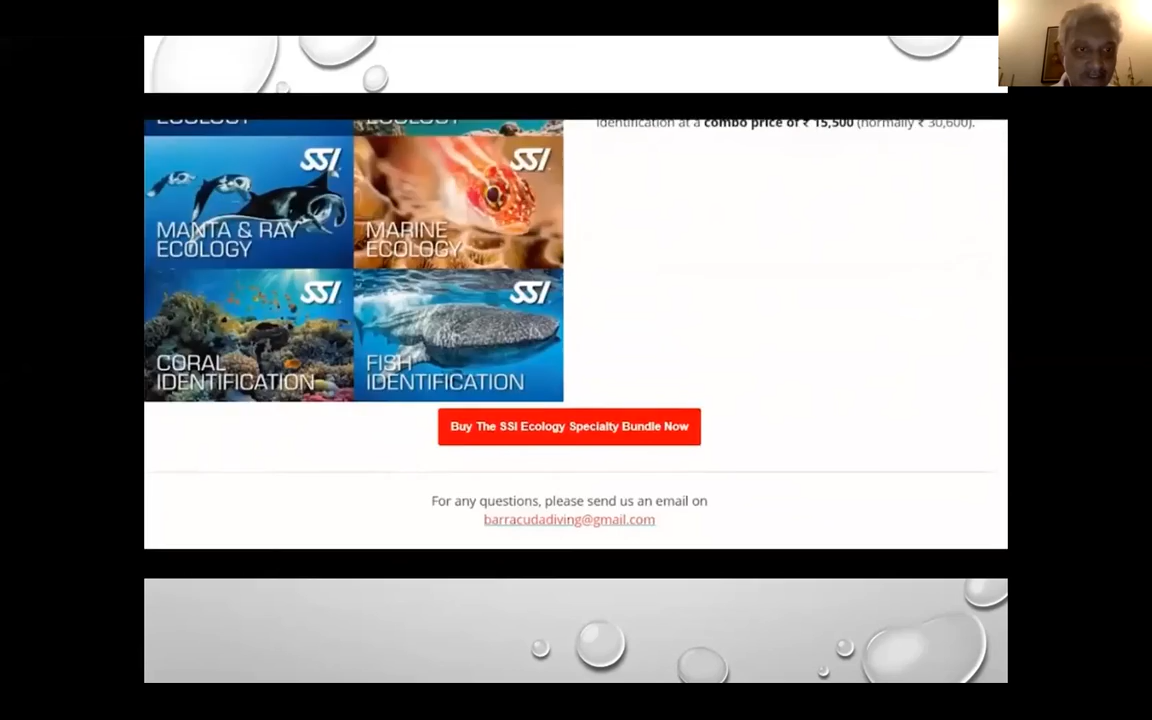 ECOLOGY
ECOLOGY
identification at a combo price of ₹ 15,500 (normally ₹ 30,600).
SSI
MANTA & RAY
ECOLOGY
SSI
MARINE
ECOLOGY
SSI
CORAL
IDENTIFICATION
SSI
FISH
IDENTIFICATION
Buy The SSI Ecology Specialty Bundle Now
For any questions, please send us an email on
barracudadiving@gmail.com